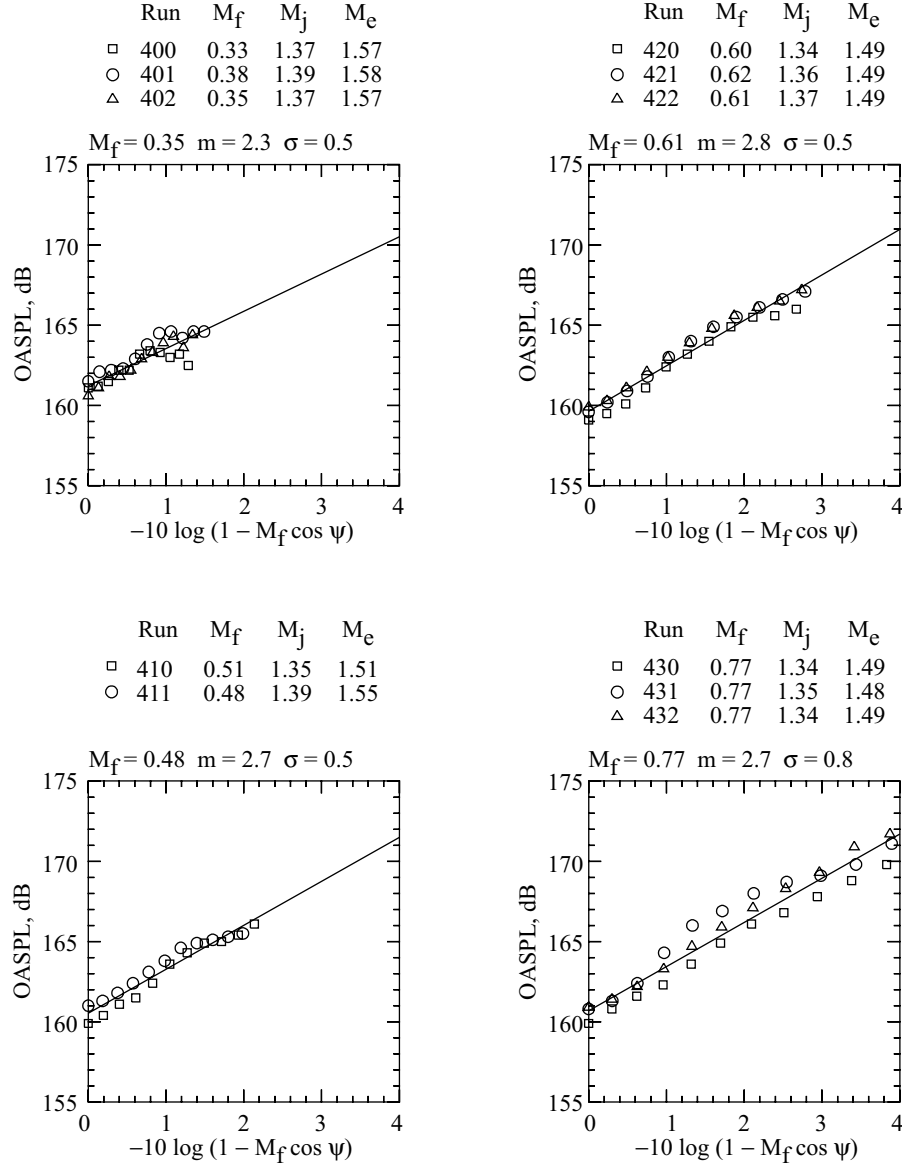 Run M_f M_j M_e
□ 400 0.33 1.37 1.57
○ 401 0.38 1.39 1.58
△ 402 0.35 1.37 1.57
M_f = 0.35 m = 2.3 σ = 0.5
175
170
165
160
155
OASPL, dB
0 1 2 3 4
−10 log (1 − M_f cos ψ)
Run M_f M_j M_e
□ 420 0.60 1.34 1.49
○ 421 0.62 1.36 1.49
△ 422 0.61 1.37 1.49
M_f = 0.61 m = 2.8 σ = 0.5
175
170
165
160
155
OASPL, dB
0 1 2 3 4
−10 log (1 − M_f cos ψ)
Run M_f M_j M_e
□ 410 0.51 1.35 1.51
○ 411 0.48 1.39 1.55
M_f = 0.48 m = 2.7 σ = 0.5
175
170
165
160
155
OASPL, dB
0 1 2 3 4
−10 log (1 − M_f cos ψ)
Run M_f M_j M_e
□ 430 0.77 1.34 1.49
○ 431 0.77 1.35 1.48
△ 432 0.77 1.34 1.49
M_f = 0.77 m = 2.7 σ = 0.8
175
170
165
160
155
OASPL, dB
0 1 2 3 4
−10 log (1 − M_f cos ψ)